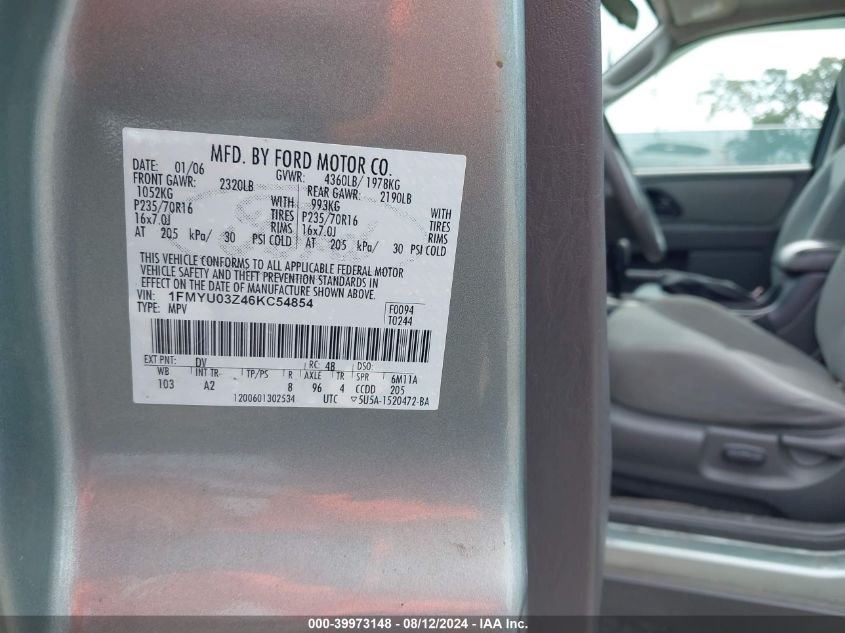 MFD. BY FORD MOTOR CO.
DATE: 01/06 GVWR: 4360LB/ 1978KG
FRONT GAWR: 2320LB REAR GAWR: 2190LB
1052KG WITH 993KG WITH
P235/70R16 TIRES P235/70R16 TIRES
16x7.0J RIMS 16x7.0J RIMS
AT 205 kPa/ 30 PSI COLD AT 205 kPa/ 30 PSI COLD
THIS VEHICLE CONFORMS TO ALL APPLICABLE FEDERAL MOTOR
VEHICLE SAFETY AND THEFT PREVENTION STANDARDS IN
EFFECT ON THE DATE OF MANUFACTURE SHOWN ABOVE.
VIN: 1FMYU03Z46KC54854 F0094
TYPE: MPV T0244
EXT PNT: DV RC: 48 DSO:
WB INT TR TP/PS R AXLE TR SPR 6M11A
103 A2 8 96 4 CCDD 205
1200601302534 UTC ▽5U5A-1520472-BA
Ford
000-39973148 - 08/12/2024 - IAA Inc.